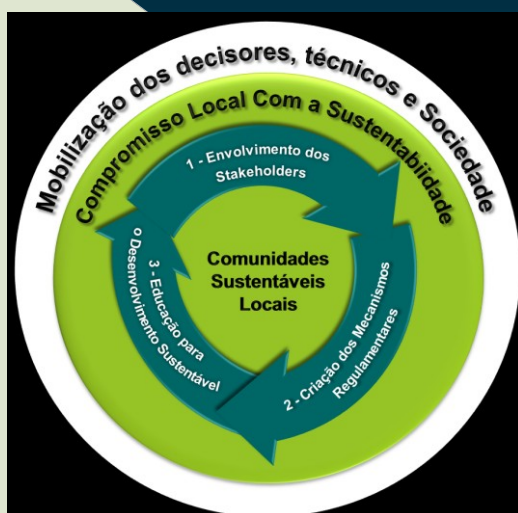 Mobilização dos decisores, técnicos e Sociedade
Compromisso Local Com a Sustentabiidade
1 - Envolvimento dos
Stakeholders
Comunidades
Sustentáveis
Locais
2 - Criação dos Mecanismos
Regulamentares
3 - Educação para
o Desenvolvimento Sustentável